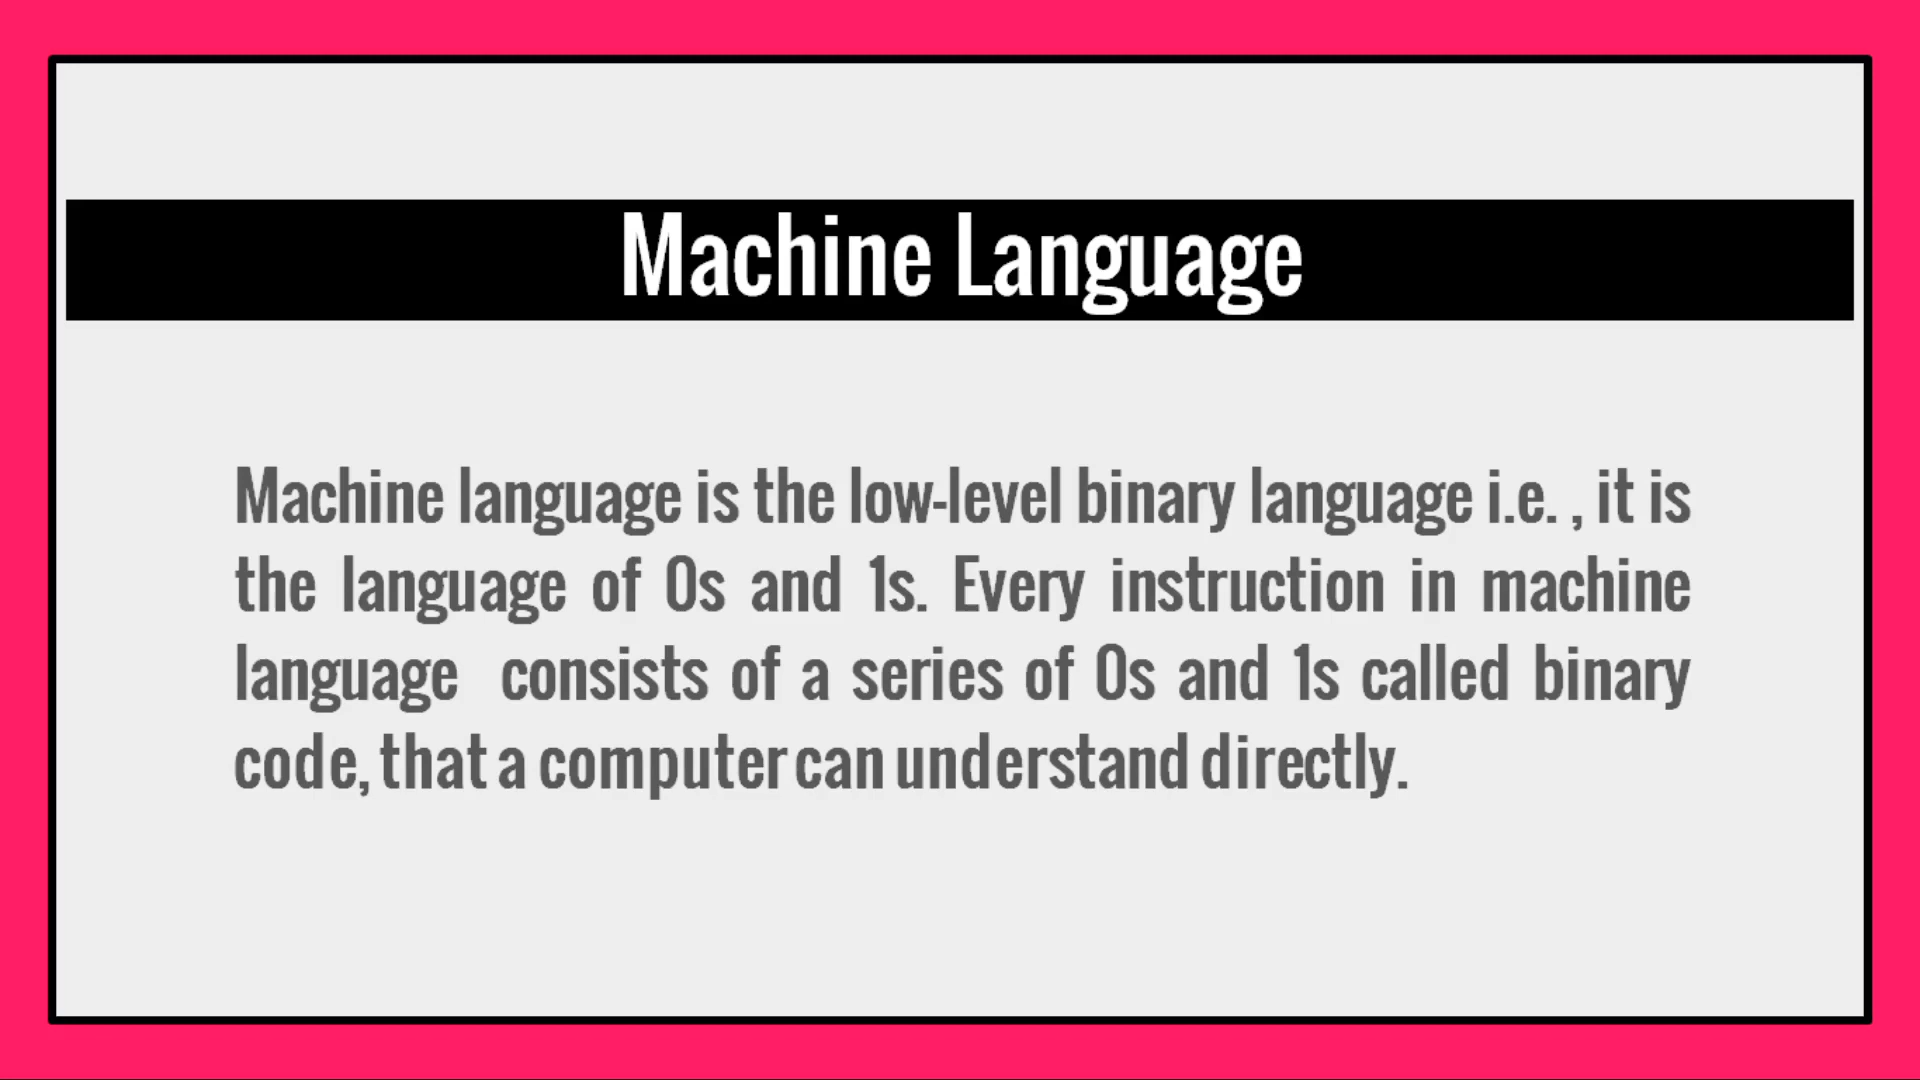 Machine Language
Machine language is the low-level binary language i.e. , it is
the language of 0s and 1s. Every instruction in machine
language consists of a series of 0s and 1s called binary
code, that a computer can understand directly.